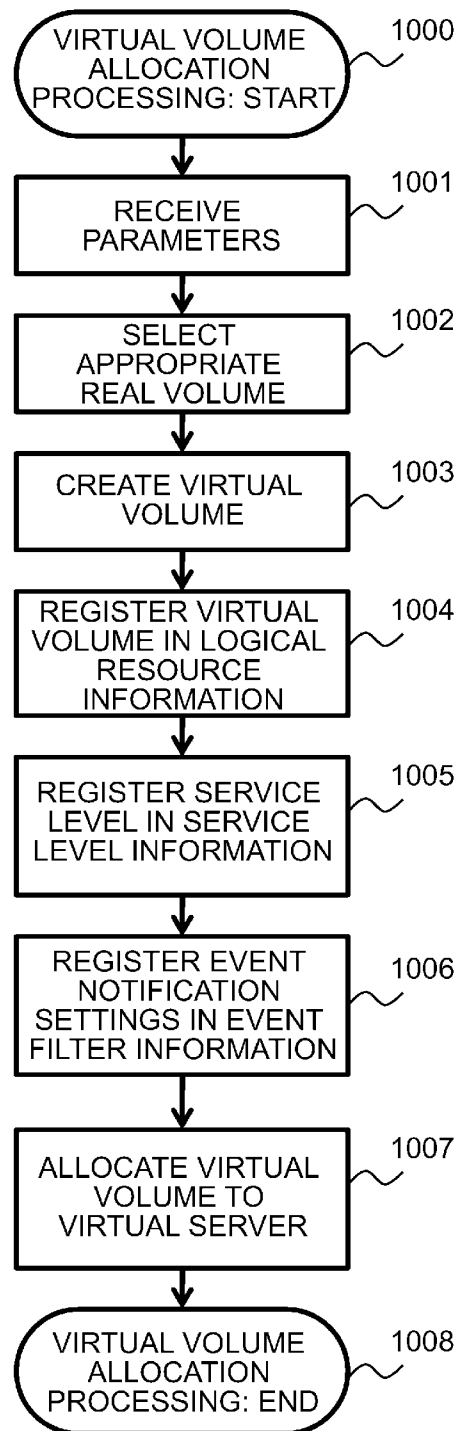 VIRTUAL VOLUME
ALLOCATION
PROCESSING: START
1000
RECEIVE
PARAMETERS
1001
SELECT
APPROPRIATE
REAL VOLUME
1002
CREATE VIRTUAL
VOLUME
1003
REGISTER VIRTUAL
VOLUME IN LOGICAL
RESOURCE
INFORMATION
1004
REGISTER SERVICE
LEVEL IN SERVICE
LEVEL INFORMATION
1005
REGISTER EVENT
NOTIFICATION
SETTINGS IN EVENT
FILTER INFORMATION
1006
ALLOCATE VIRTUAL
VOLUME TO
VIRTUAL SERVER
1007
VIRTUAL VOLUME
ALLOCATION
PROCESSING: END
1008